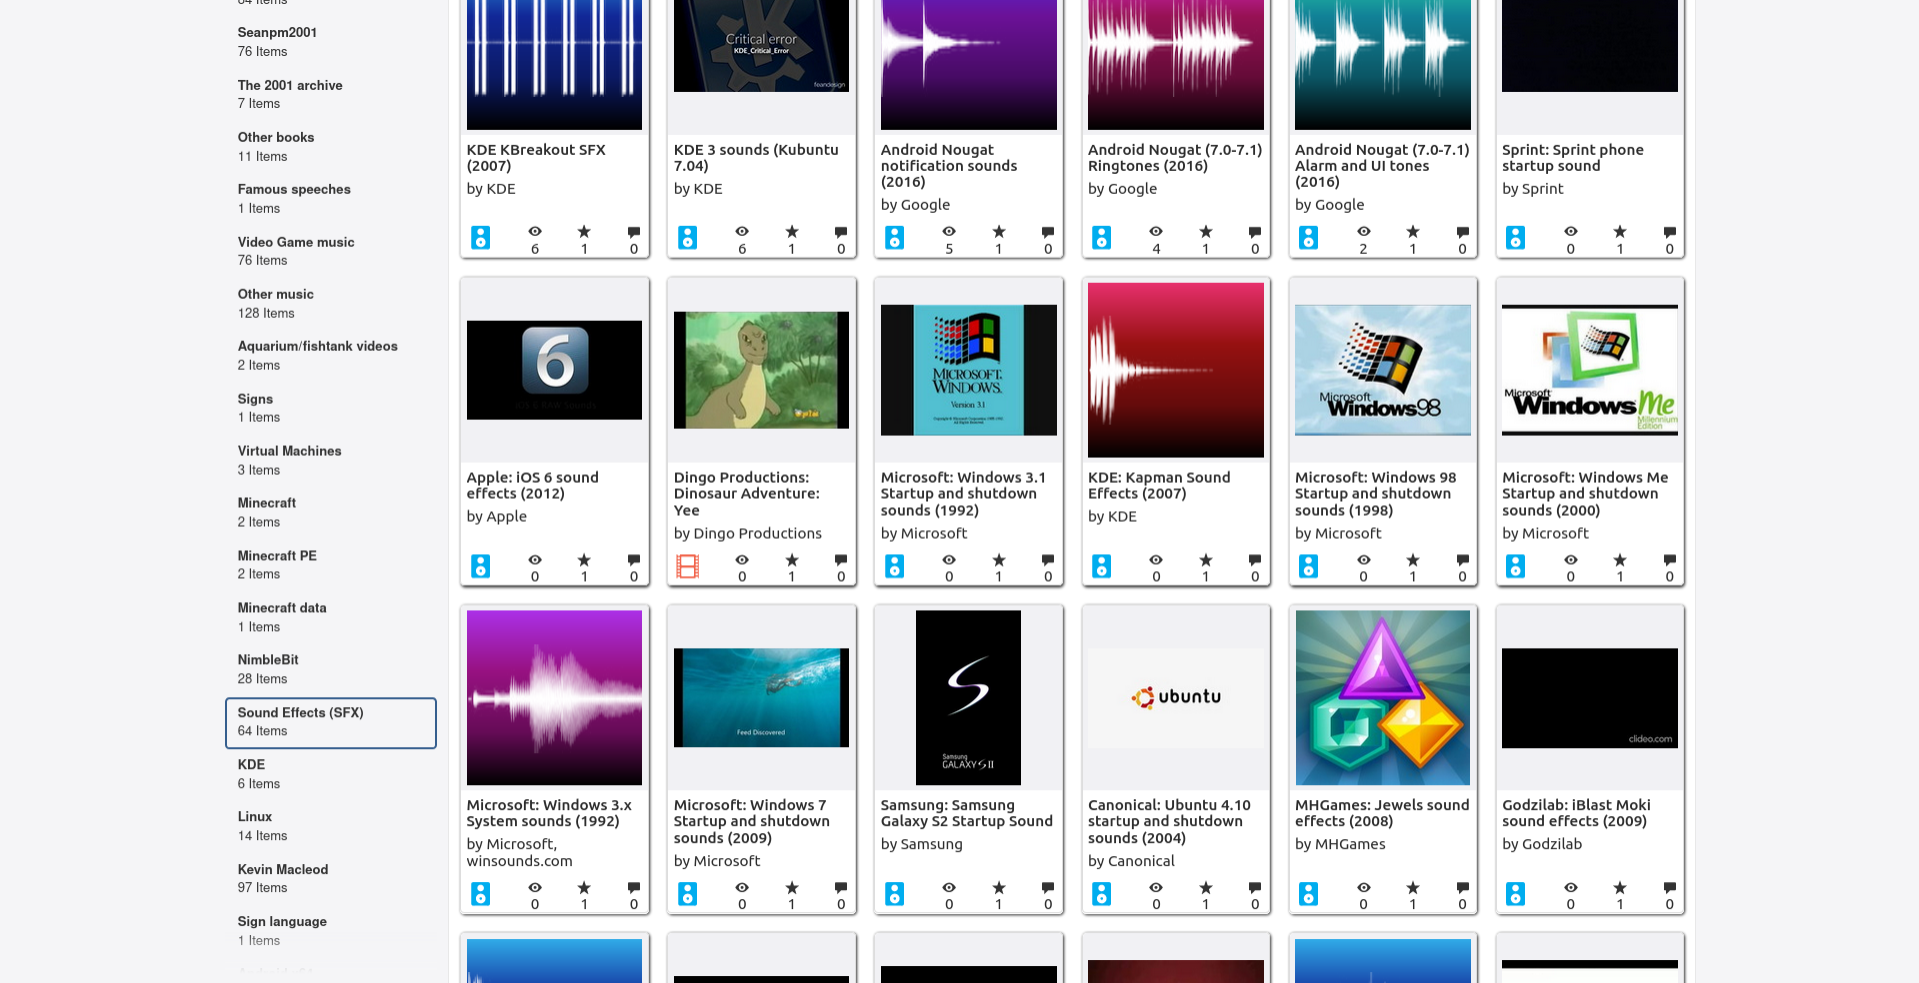 64 Items
Seanpm2001
76 Items
The 2001 archive
7 Items
Other books
11 Items
Famous speeches
1 Items
Video Game music
76 Items
Other music
128 Items
Aquarium/fishtank videos
2 Items
Signs
1 Items
Virtual Machines
3 Items
Minecraft
2 Items
Minecraft PE
2 Items
Minecraft data
1 Items
NimbleBit
28 Items
Sound Effects (SFX)
64 Items
KDE
6 Items
Linux
14 Items
Kevin Macleod
97 Items
Sign language
1 Items
KDE KBreakout SFX
(2007)
by KDE
6 1 0
Critical error
KDE_Critical_Error
feandesign
KDE 3 sounds (Kubuntu
7.04)
by KDE
6 1 0
Android Nougat
notification sounds
(2016)
by Google
5 1 0
Android Nougat (7.0-7.1)
Ringtones (2016)
by Google
4 1 0
Android Nougat (7.0-7.1)
Alarm and UI tones
(2016)
by Google
2 1 0
Sprint: Sprint phone
startup sound
by Sprint
0 1 0
6
iOS 6 RAW Sounds
Apple: iOS 6 sound
effects (2012)
by Apple
0 1 0
Dingo Productions:
Dinosaur Adventure:
Yee
by Dingo Productions
0 1 0
MICROSOFT.
WINDOWS.
Version 3.1
Microsoft: Windows 3.1
Startup and shutdown
sounds (1992)
by Microsoft
0 1 0
KDE: Kapman Sound
Effects (2007)
by KDE
0 1 0
Microsoft
Windows98
Microsoft: Windows 98
Startup and shutdown
sounds (1998)
by Microsoft
0 1 0
Microsoft
Windows Me
Millennium
Edition
Microsoft: Windows Me
Startup and shutdown
sounds (2000)
by Microsoft
0 1 0
Microsoft: Windows 3.x
System sounds (1992)
by Microsoft,
winsounds.com
0 1 0
Feed Discovered
Microsoft: Windows 7
Startup and shutdown
sounds (2009)
by Microsoft
0 1 0
S
Samsung
GALAXY S II
Samsung: Samsung
Galaxy S2 Startup Sound
by Samsung
0 1 0
ubuntu
Canonical: Ubuntu 4.10
startup and shutdown
sounds (2004)
by Canonical
0 1 0
MHGames: Jewels sound
effects (2008)
by MHGames
0 1 0
clideo.com
Godzilab: iBlast Moki
sound effects (2009)
by Godzilab
0 1 0